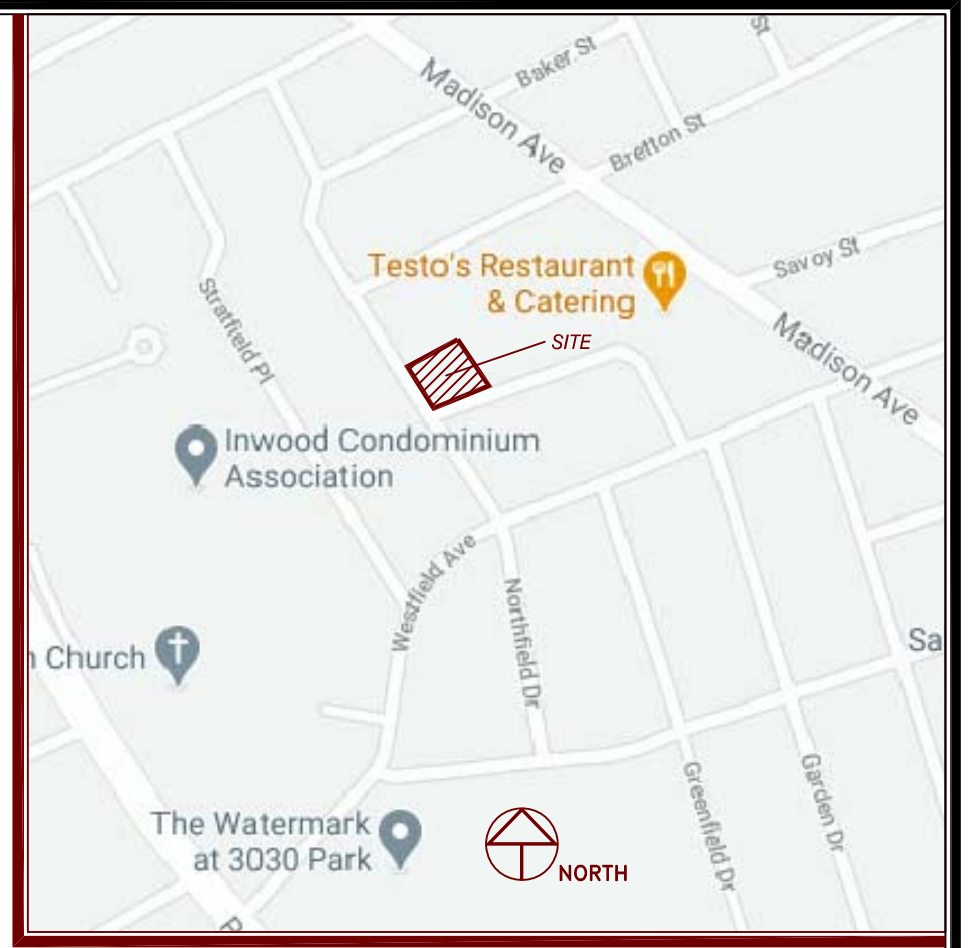 St
Baker St
Madison Ave
Bretton St
Testo's Restaurant
& Catering
Savoy St
Stratfield Pl
SITE
Madison Ave
Inwood Condominium
Association
Westfield Ave
Northfield Dr
Church
Sa
Greenfield Dr
Garden Dr
The Watermark
at 3030 Park
NORTH
P